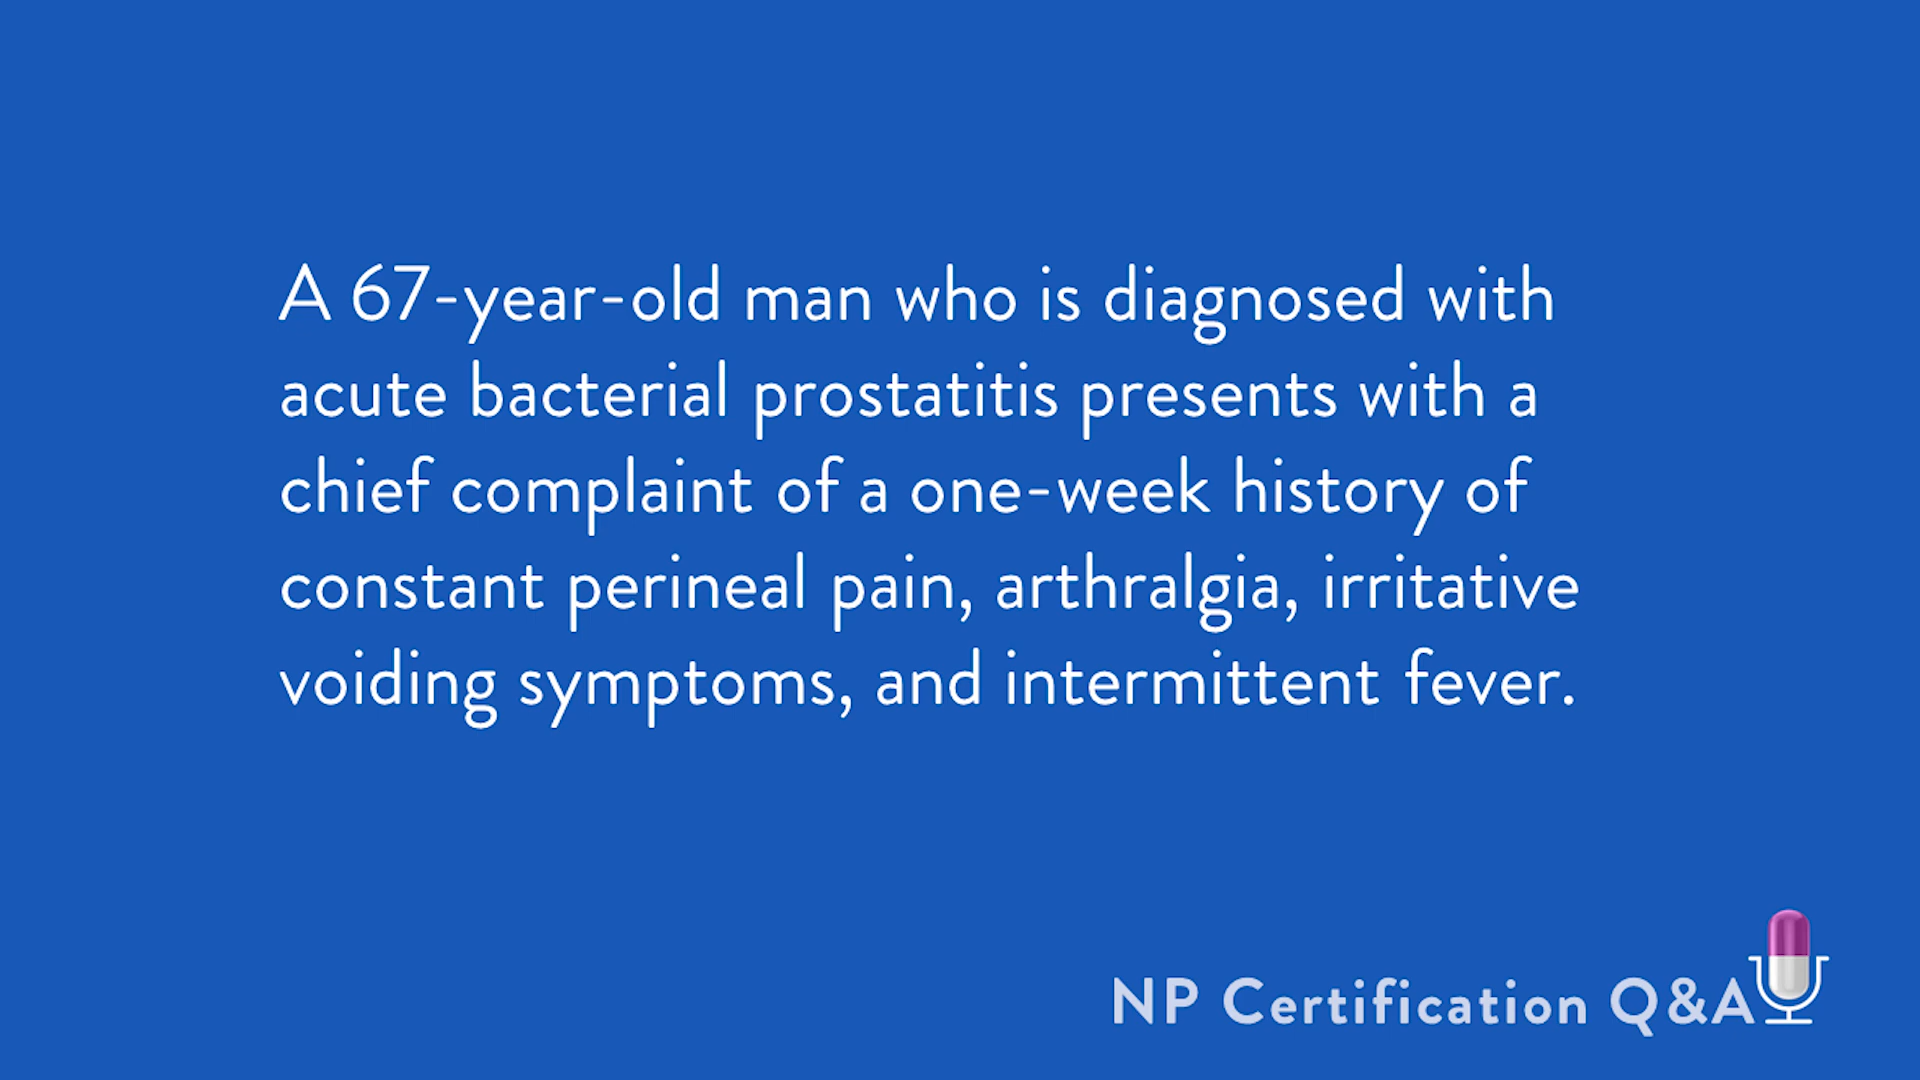 A 67-year-old man who is diagnosed with
acute bacterial prostatitis presents with a
chief complaint of a one-week history of
constant perineal pain, arthralgia, irritative
voiding symptoms, and intermittent fever.
NP Certification Q&A